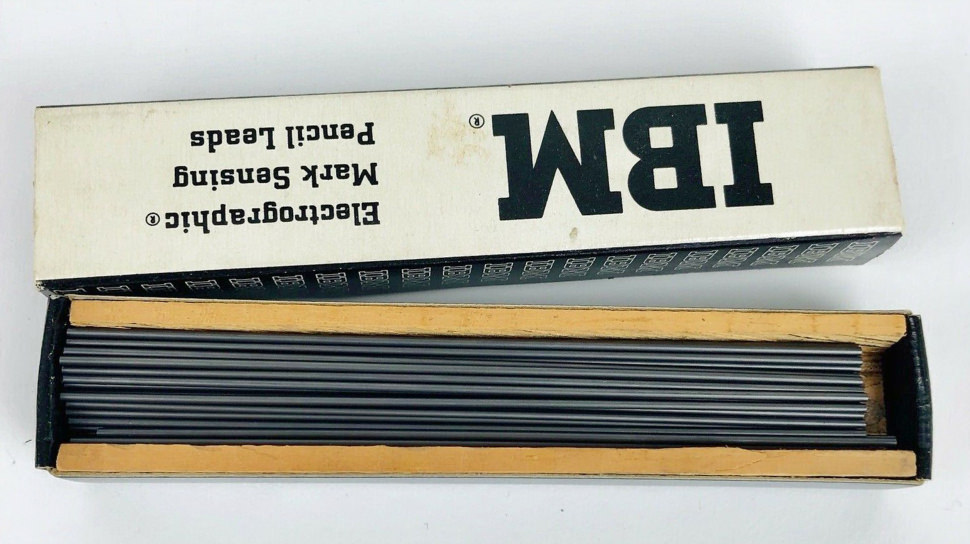 IBM®
Electrographic®
Mark Sensing
Pencil Leads